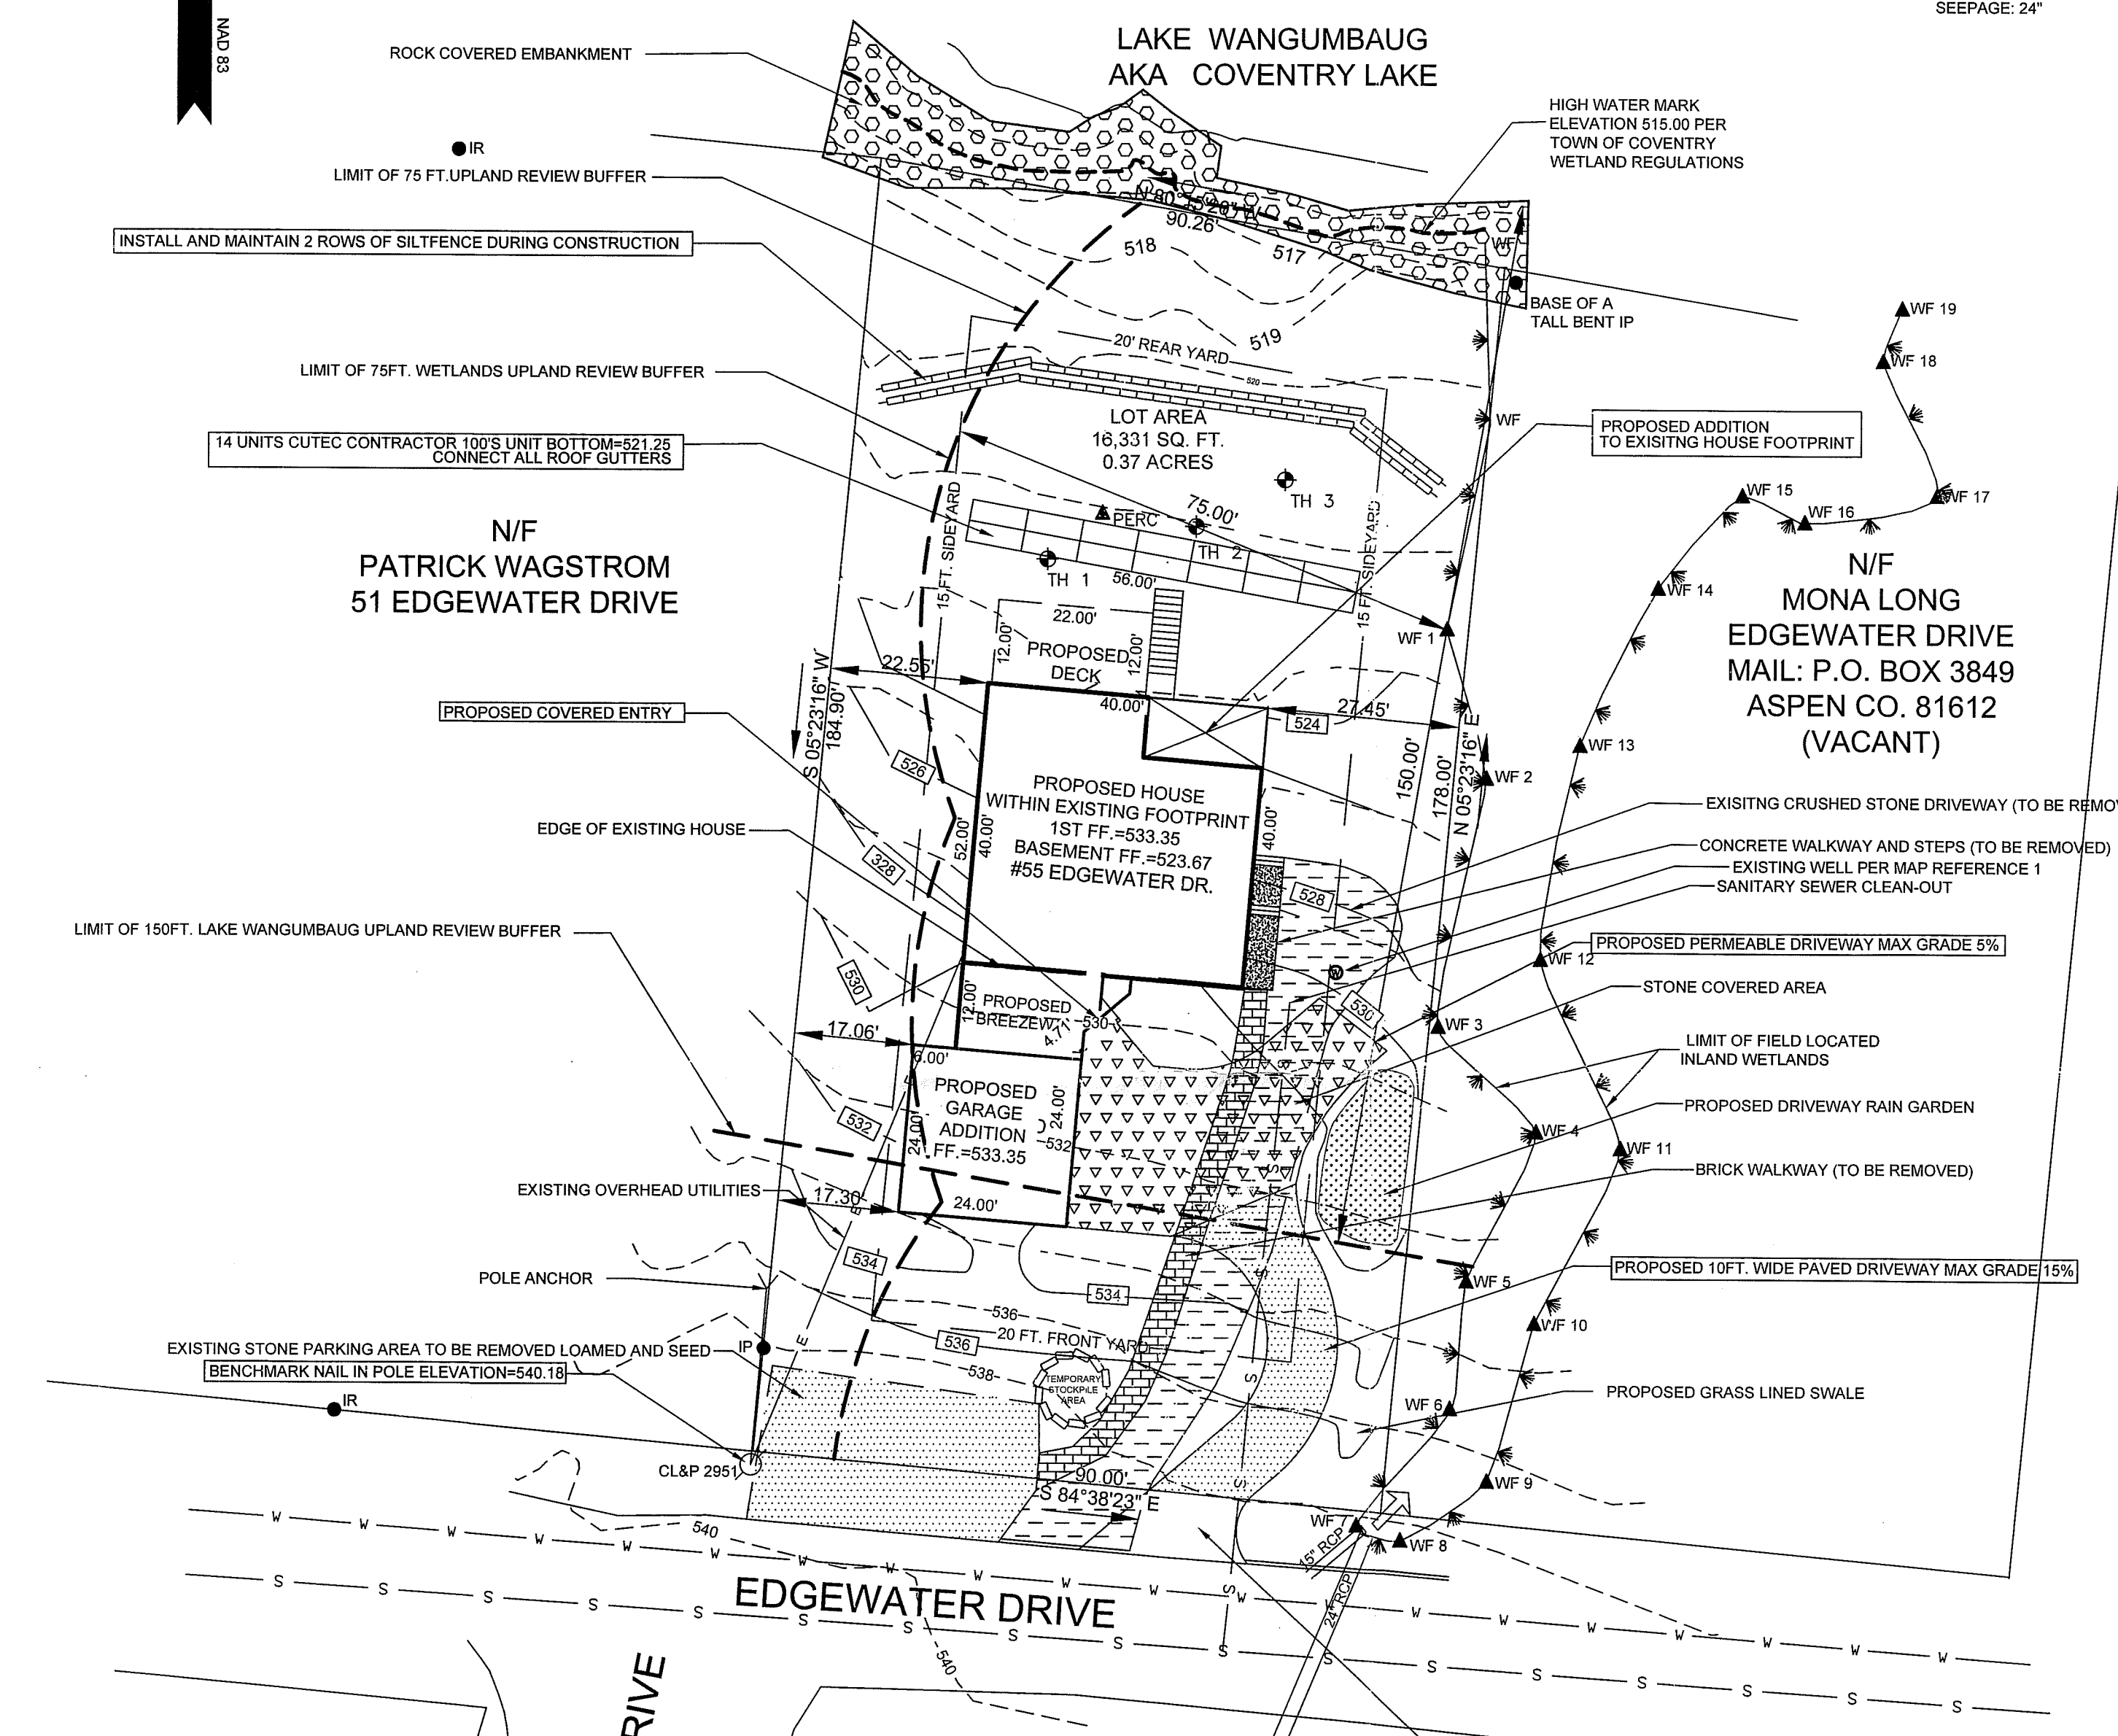 SEEPAGE: 24"
NAD 83
LAKE WANGUMBAUG
AKA COVENTRY LAKE
ROCK COVERED EMBANKMENT
HIGH WATER MARK
ELEVATION 515.00 PER
TOWN OF COVENTRY
WETLAND REGULATIONS
IR
LIMIT OF 75 FT.UPLAND REVIEW BUFFER
90.26'
518
517
WF
INSTALL AND MAINTAIN 2 ROWS OF SILTFENCE DURING CONSTRUCTION
BASE OF A
TALL BENT IP
WF 19
519
20' REAR YARD
WF 18
LIMIT OF 75FT. WETLANDS UPLAND REVIEW BUFFER
520
LOT AREA
16,331 SQ. FT.
0.37 ACRES
WF
PROPOSED ADDITION
TO EXISITNG HOUSE FOOTPRINT
14 UNITS CUTEC CONTRACTOR 100'S UNIT BOTTOM=521.25
CONNECT ALL ROOF GUTTERS
TH 3
WF 15
WF 17
WF 16
75.00'
PERC
TH 2
TH 1
56.00'
15 FT. SIDEYARD
15 FT. SIDEYARD
N/F
PATRICK WAGSTROM
51 EDGEWATER DRIVE
N/F
MONA LONG
EDGEWATER DRIVE
MAIL: P.O. BOX 3849
ASPEN CO. 81612
(VACANT)
WF 14
22.00'
WF 1
12.00'
12.00'
PROPOSED
DECK
22.55'
S 05°23'16" W
184.90'
40.00'
27.45'
524
PROPOSED COVERED ENTRY
WF 13
150.00'
178.00'
N 05°23'16" E
WF 2
526
PROPOSED HOUSE
WITHIN EXISTING FOOTPRINT
1ST FF.=533.35
BASEMENT FF.=523.67
#55 EDGEWATER DR.
52.00'
40.00'
40.00'
EXISITNG CRUSHED STONE DRIVEWAY (TO BE REMO
EDGE OF EXISTING HOUSE
CONCRETE WALKWAY AND STEPS (TO BE REMOVED)
EXISTING WELL PER MAP REFERENCE 1
SANITARY SEWER CLEAN-OUT
328
528
LIMIT OF 150FT. LAKE WANGUMBAUG UPLAND REVIEW BUFFER
PROPOSED PERMEABLE DRIVEWAY MAX GRADE 5%
WF 12
W
530
STONE COVERED AREA
12.00'
PROPOSED
BREEZEW
4.7
530
530
WF 3
17.06'
LIMIT OF FIELD LOCATED
INLAND WETLANDS
6.00'
PROPOSED
GARAGE
ADDITION
FF.=533.35
24.00'
24.00'
PROPOSED DRIVEWAY RAIN GARDEN
532
532
WF 4
WF 11
BRICK WALKWAY (TO BE REMOVED)
EXISTING OVERHEAD UTILITIES
17.30'
24.00'
E
E
534
POLE ANCHOR
534
PROPOSED 10FT. WIDE PAVED DRIVEWAY MAX GRADE 15%
WF 5
536
WF 10
20 FT. FRONT YARD
536
EXISTING STONE PARKING AREA TO BE REMOVED LOAMED AND SEED
IP
E
BENCHMARK NAIL IN POLE ELEVATION=540.18
538
TEMPORARY
STOCKPILE
AREA
PROPOSED GRASS LINED SWALE
IR
WF 6
CL&P 2951
90.00'
S 84°38'23" E
WF 9
WF 7
WF 8
15" RCP
24" RCP
540
W W W W W W W W W W W W W W W W W W W W
EDGEWATER DRIVE
S S S S S S S S S S S S S S S S S
540
RIVE